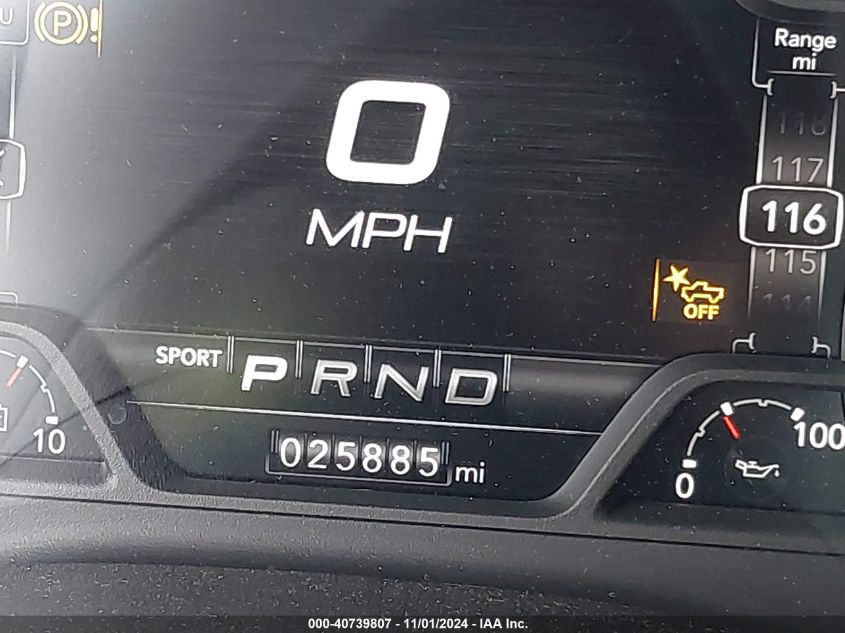 U
P
Range
mi
0
MPH
118
117
116
115
114
OFF
SPORT P R N D
025885 mi
10
0
100
000-40739807 - 11/01/2024 - IAA Inc.